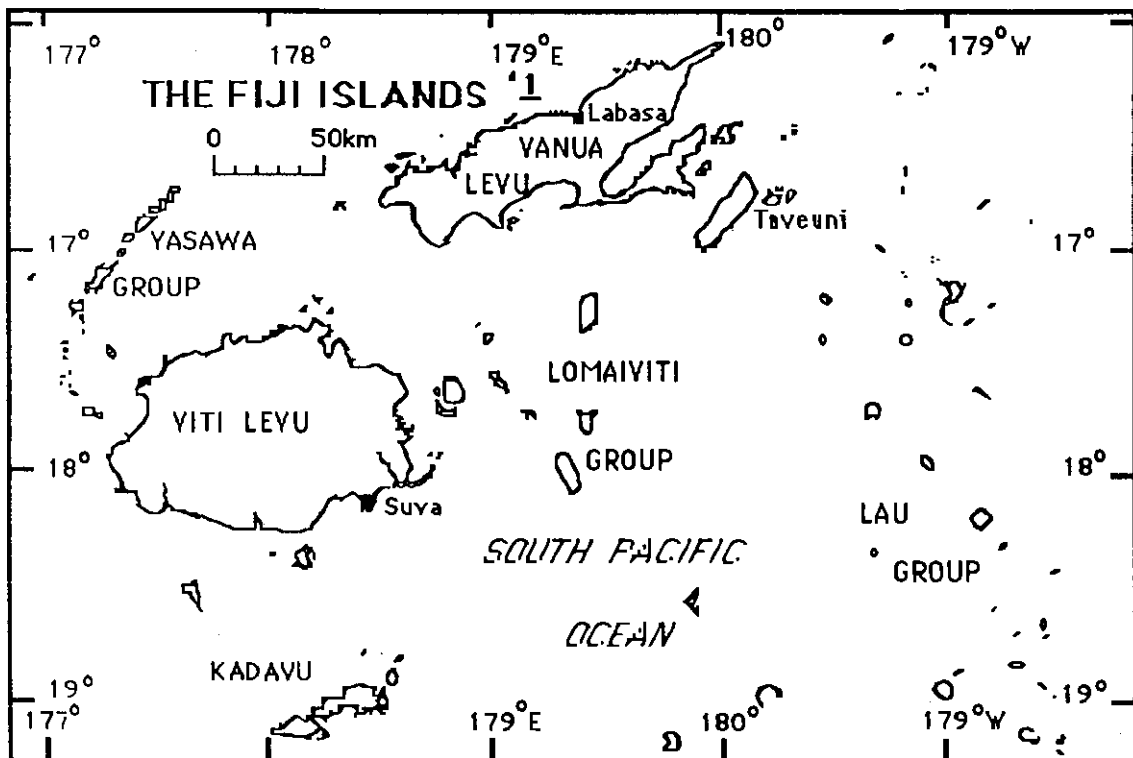 177° 178° 179°E 180° 179°W
THE FIJI ISLANDS '1
0 50km
Labasa
VANUA
LEVU
Taveuni
YASAWA
GROUP
17° 17°
LOMAIVITI
GROUP
VITI LEVU
18° 18°
Suva
LAU
GROUP
SOUTH PACIFIC
OCEAN
KADAVU
19° 19°
177° 179°E 180° 179°W